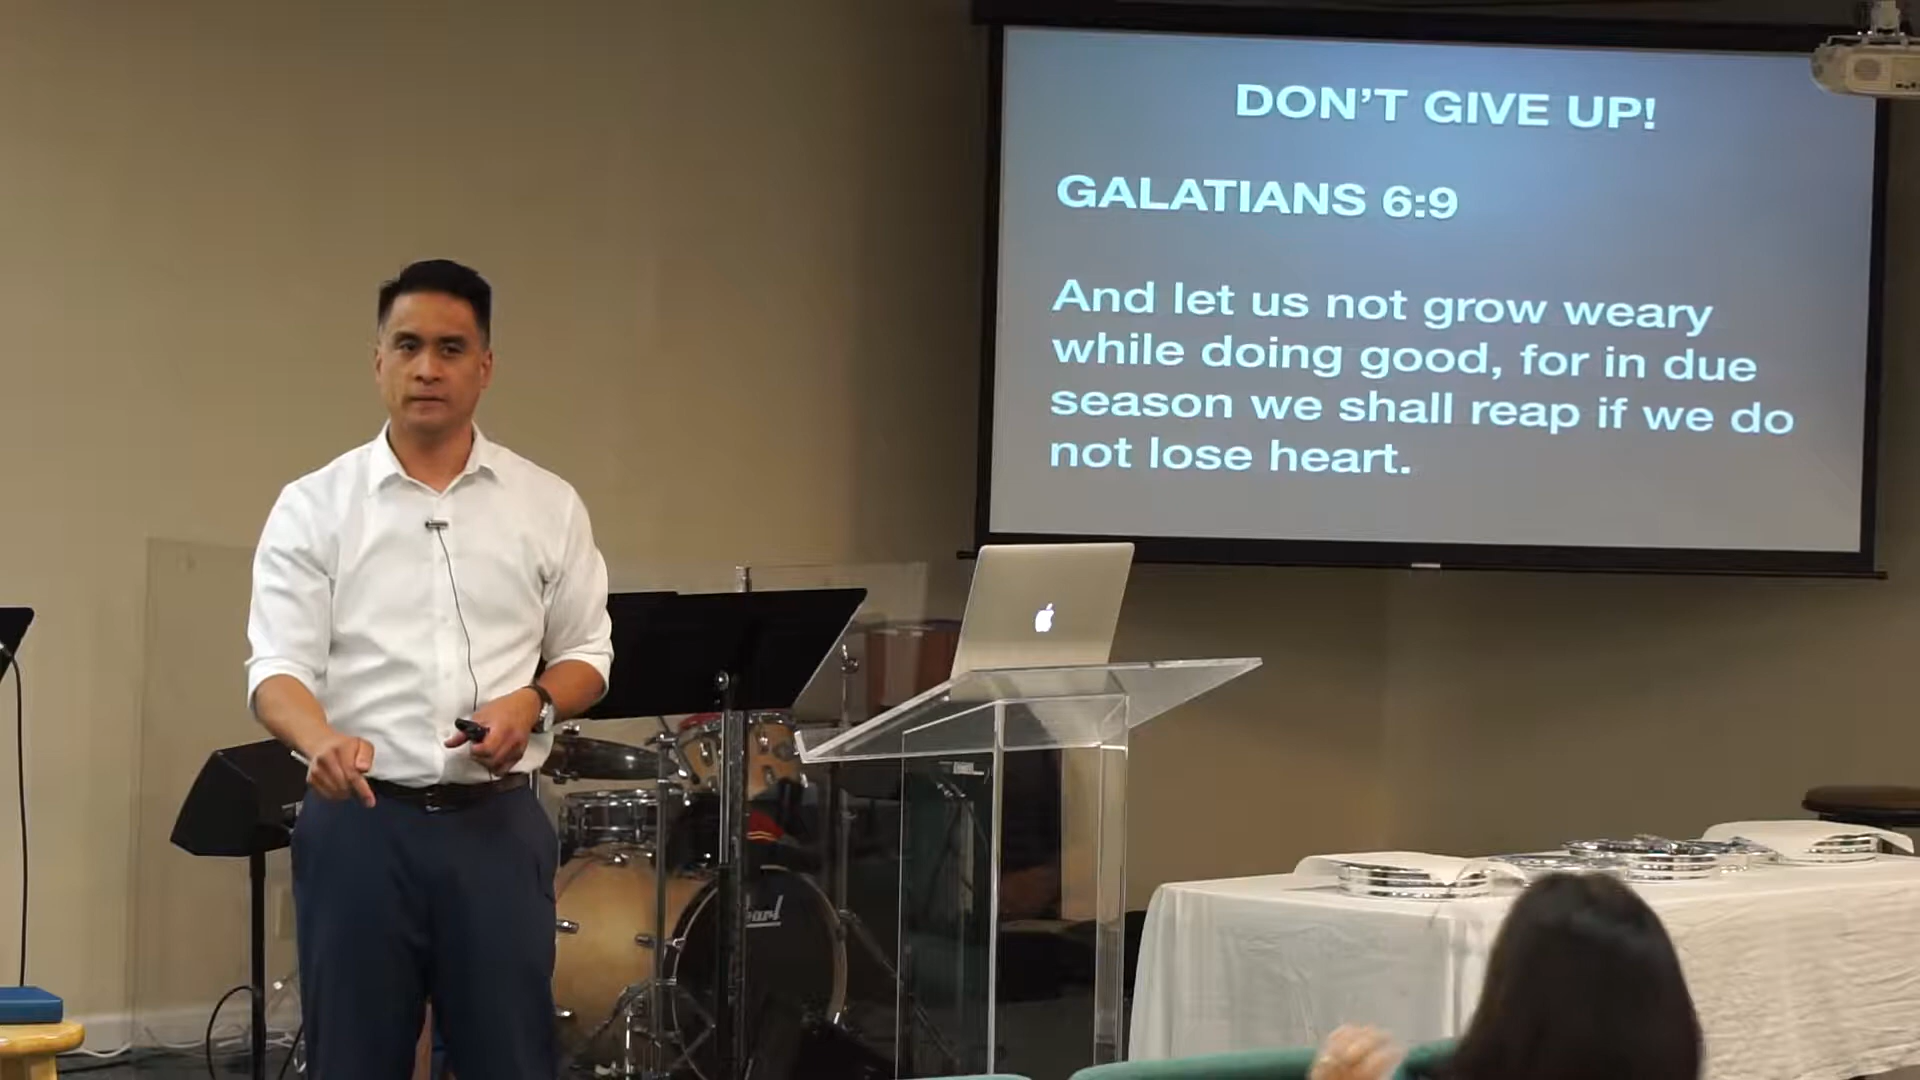 DON'T GIVE UP!
GALATIANS 6:9
And let us not grow weary
while doing good, for in due
season we shall reap if we do
not lose heart.
Pearl